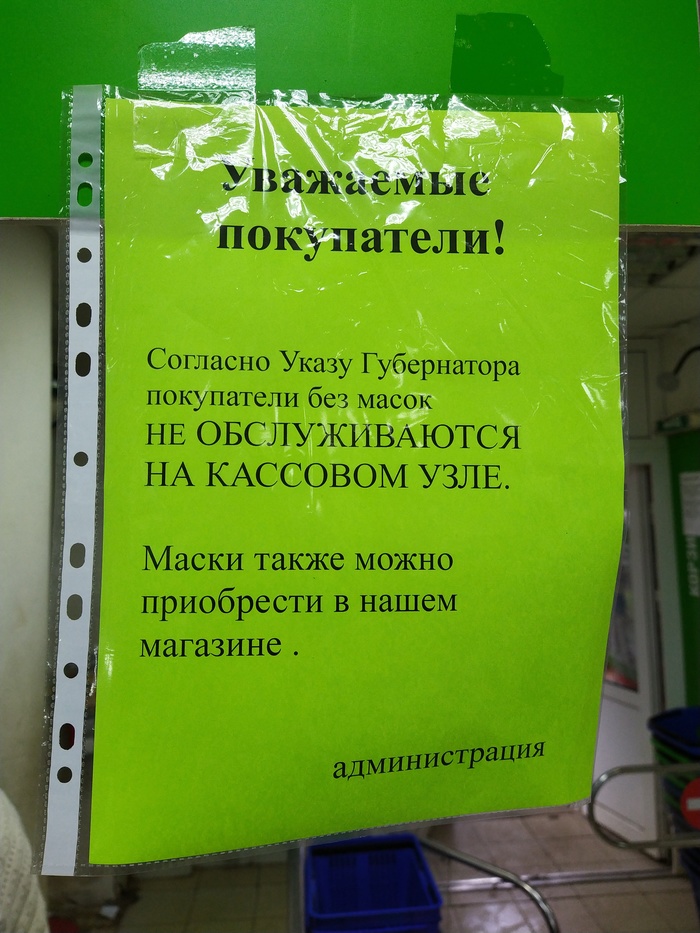 Уважаемые
покупатели!
Согласно Указу Губернатора
покупатели без масок
НЕ ОБСЛУЖИВАЮТСЯ
НА КАССОВОМ УЗЛЕ.
Маски также можно
приобрести в нашем
магазине .
администрация